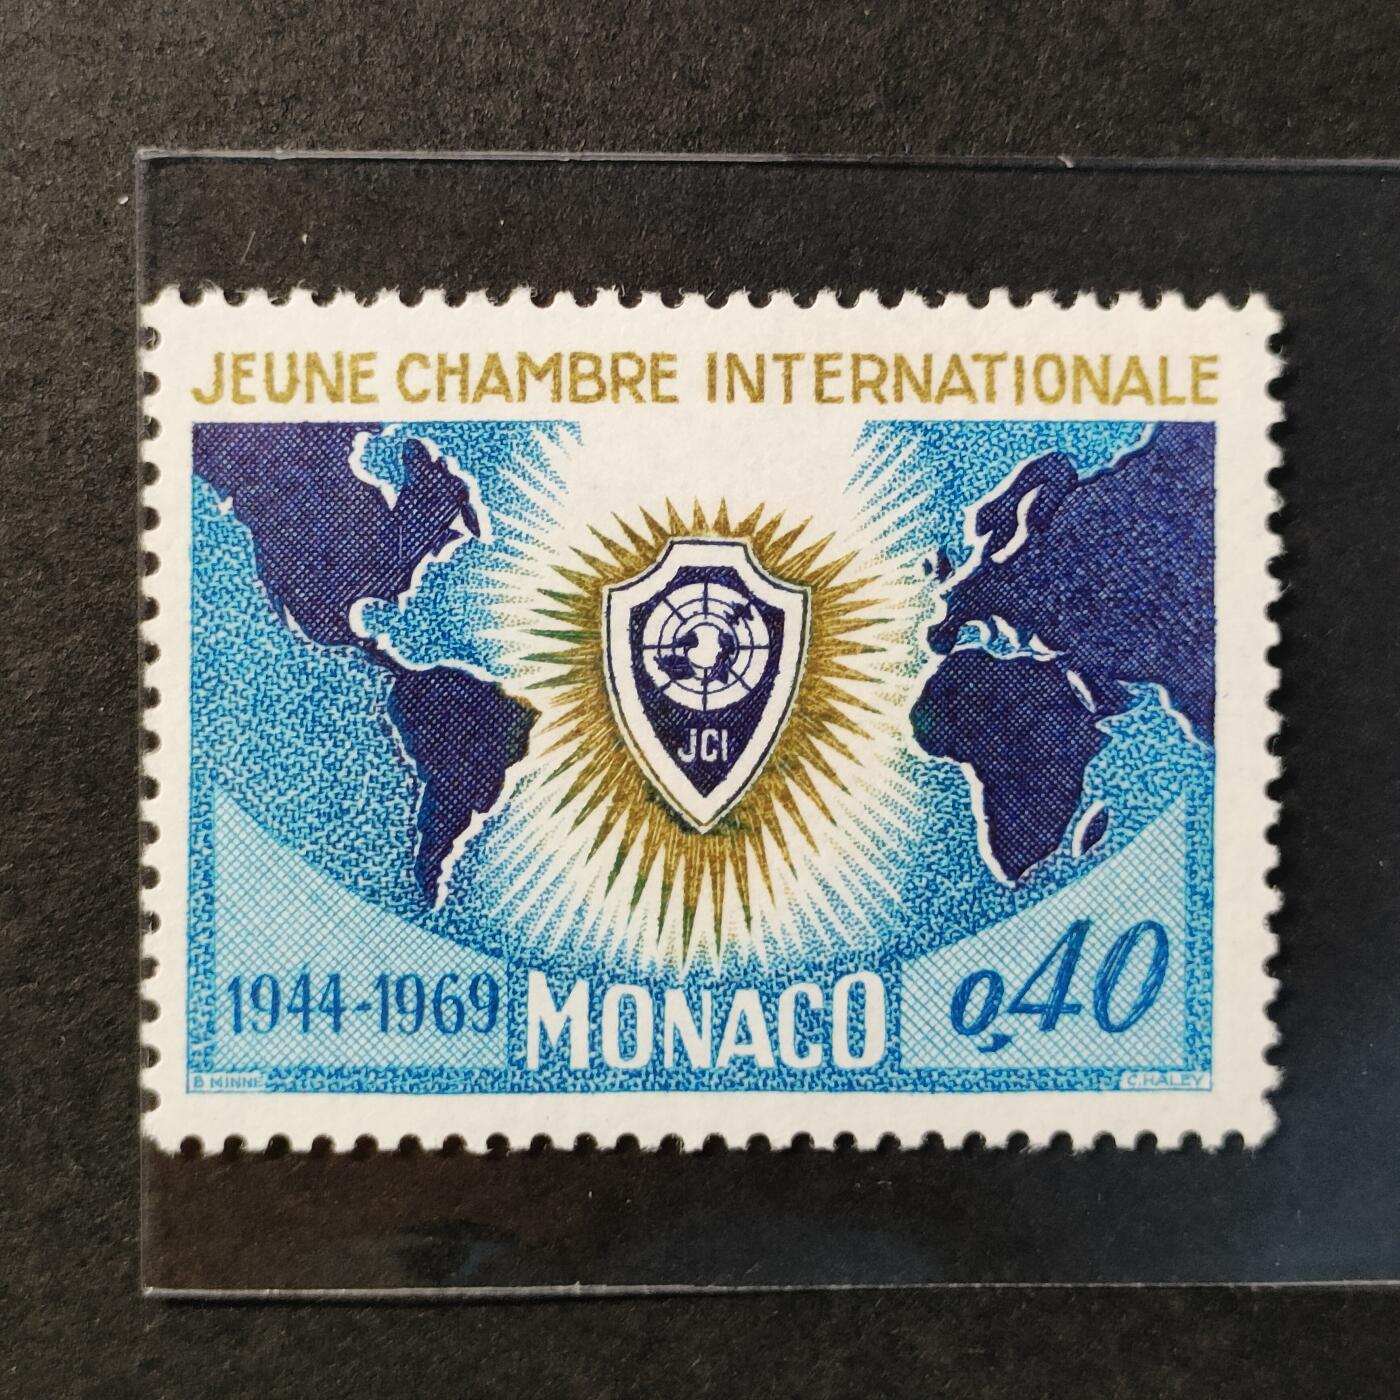 JEUNE CHAMBRE INTERNATIONALE
JCI
1944-1969
MONACO
0,40
B MINNE
C. HALEY